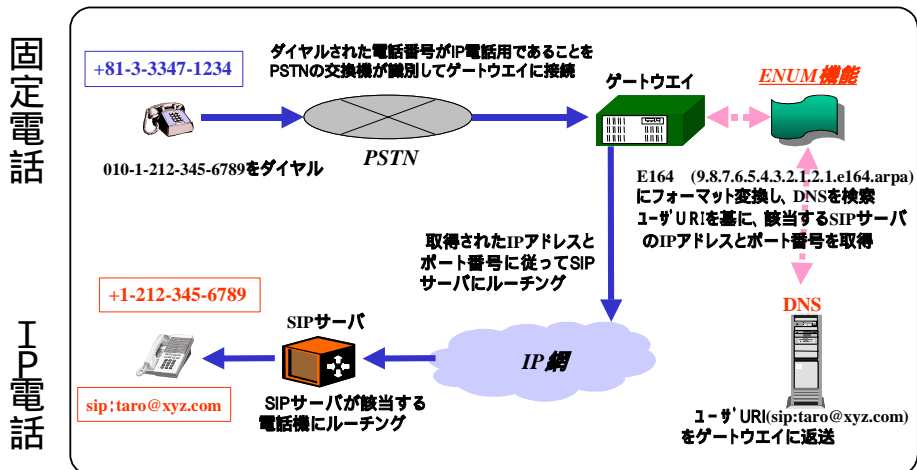 固定電話
+81-3-3347-1234
ダイヤルされた電話番号がIP電話用であることを
PSTNの交換機が識別してゲートウエイに接続
ゲートウエイ
ENUM機能
PSTN
010-1-212-345-6789をダイヤル
E164　(9.8.7.6.5.4.3.2.1.2.1.e164.arpa)
にフォーマット変換し、DNSを検索
ユーザURIを基に、該当するSIPサーバ
のIPアドレスとポート番号を取得
取得されたIPアドレスと
ポート番号に従ってSIP
サーバにルーチング
IP電話
+1-212-345-6789
SIPサーバ
IP網
DNS
sip:taro@xyz.com
SIPサーバが該当する
電話機にルーチング
ユーザURI(sip:taro@xyz.com)
をゲートウエイに返送